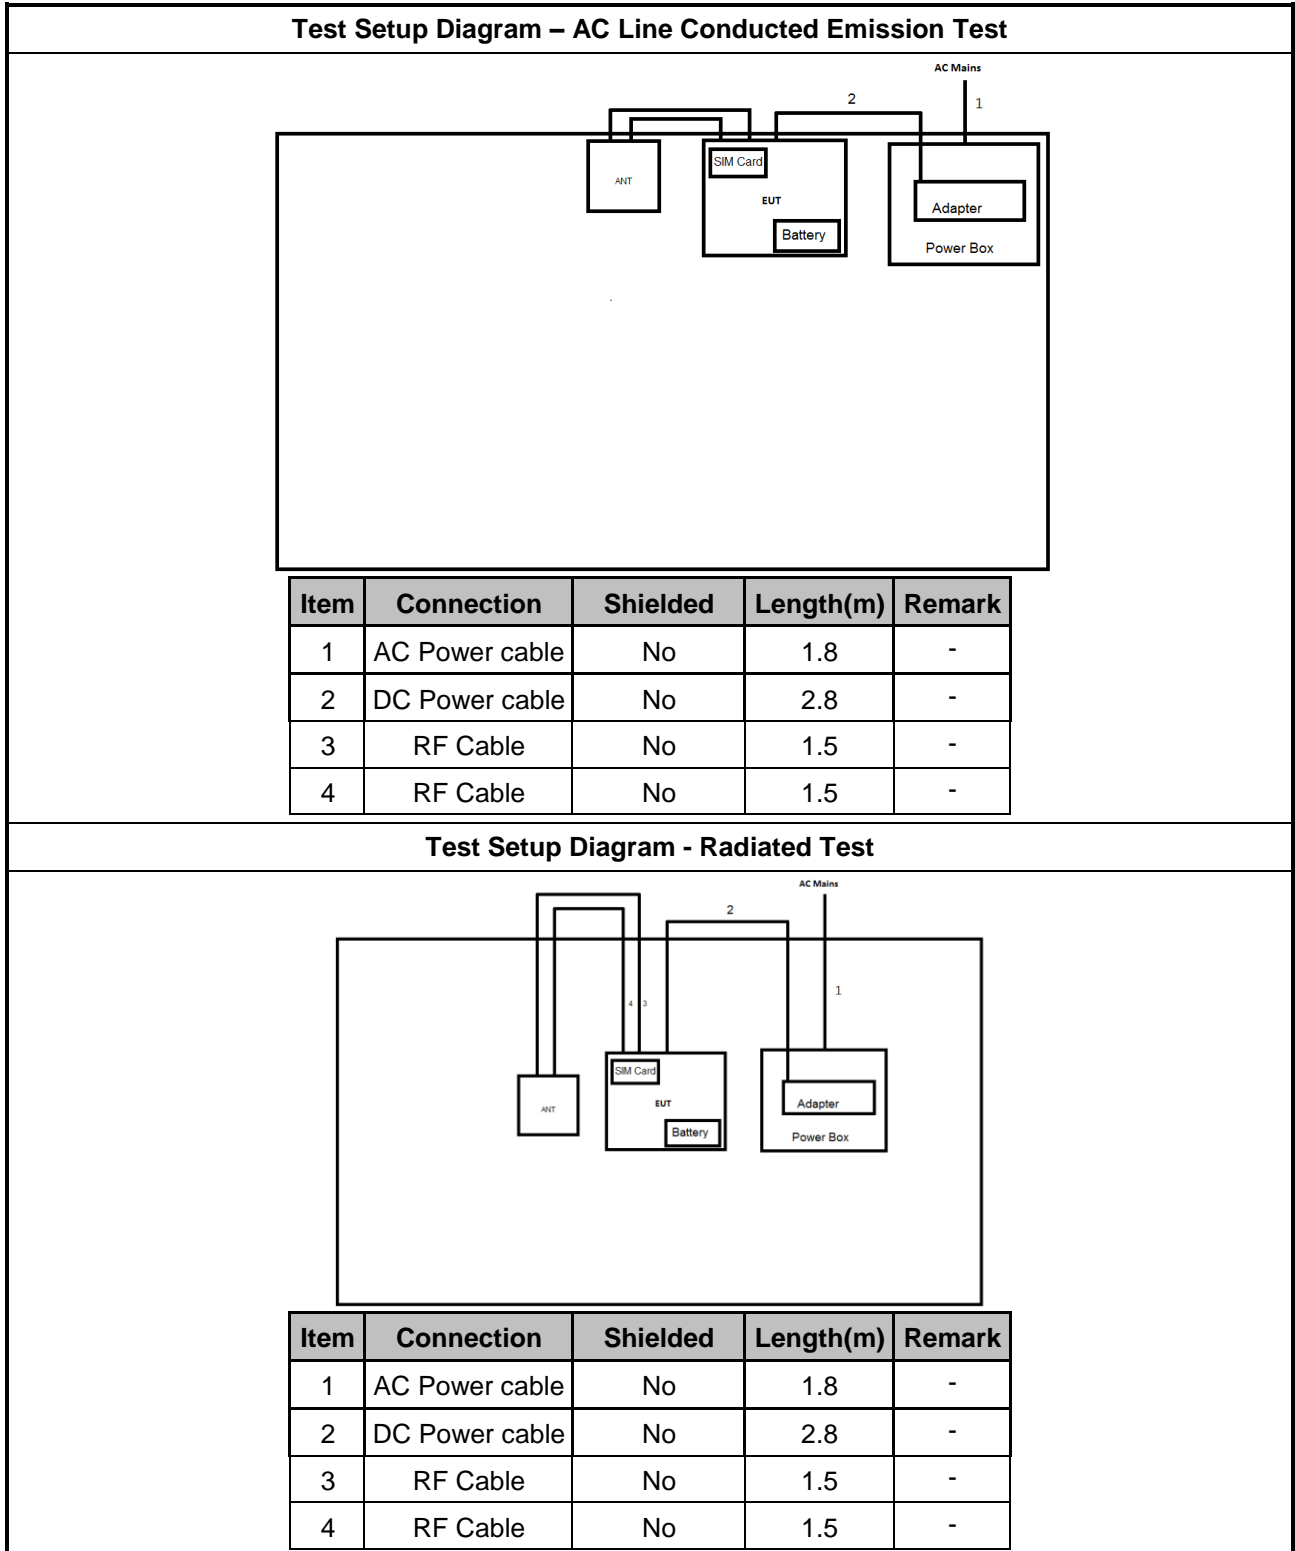 Test Setup Diagram – AC Line Conducted Emission Test
AC Mains
2
1
SIM Card
ANT
EUT
Adapter
Battery
Power Box
Item Connection Shielded Length(m) Remark
1 AC Power cable No 1.8 -
2 DC Power cable No 2.8 -
3 RF Cable No 1.5 -
4 RF Cable No 1.5 -
Test Setup Diagram - Radiated Test
AC Mains
2
1
4 3
SIM Card
EUT
ANT
Adapter
Battery
Power Box
Item Connection Shielded Length(m) Remark
1 AC Power cable No 1.8 -
2 DC Power cable No 2.8 -
3 RF Cable No 1.5 -
4 RF Cable No 1.5 -